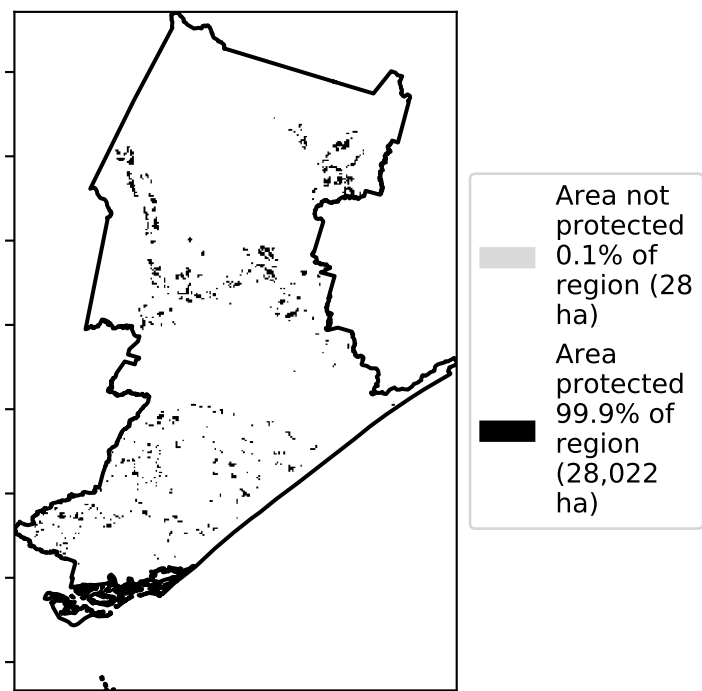 Area not
protected
0.1% of
region (28
ha)
Area
protected
99.9% of
region
(28,022
ha)